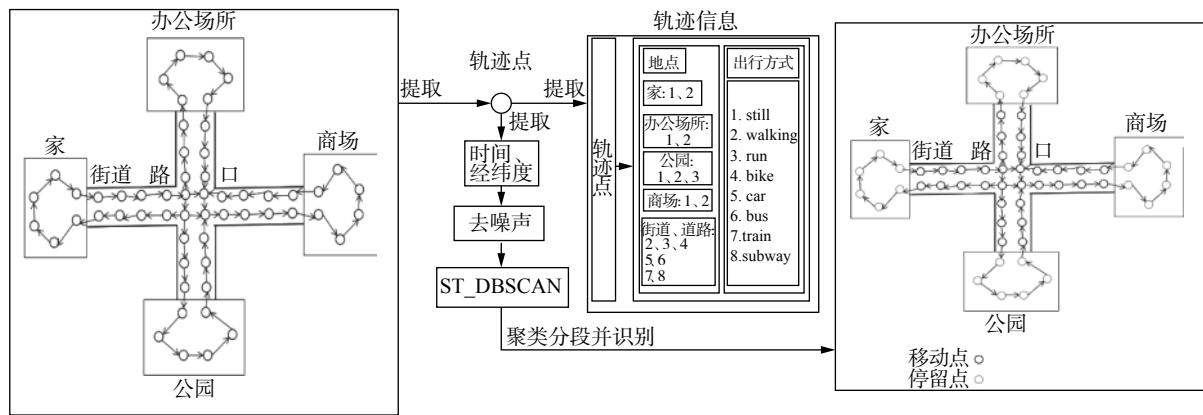 办公场所
家
商场
街道 路 口
公园
轨迹点
提取
提取
提取
时间、
经纬度
去噪声
ST_DBSCAN
聚类分段并识别
轨迹信息
轨迹点
地点
家:1、2
办公场所:
1、2
公园:
1、2、3
商场:1、2
街道、道路:
2、3、4
5、6
7、8
出行方式
1. still
2. walking
3. run
4. bike
5. car
6. bus
7.train
8.subway
办公场所
家
商场
街道 路 口
公园
移动点
停留点